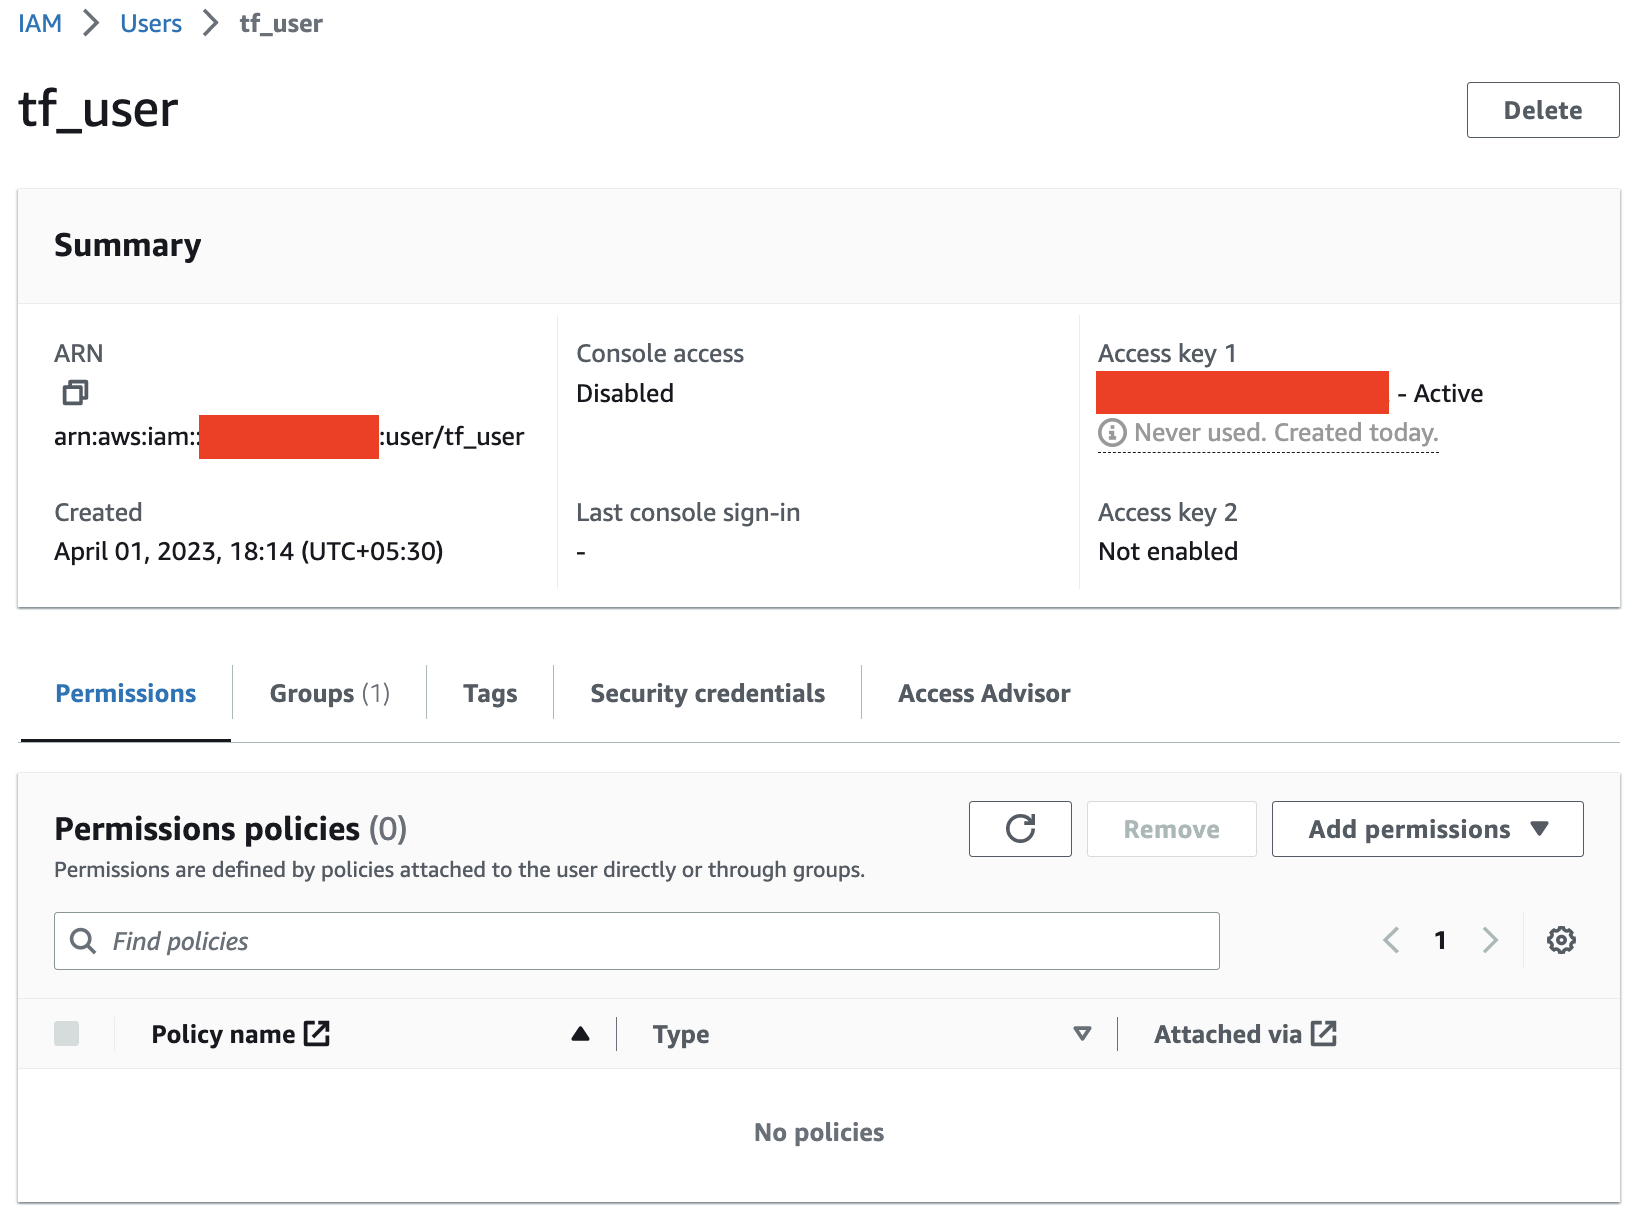 IAM > Users > tf_user
tf_user
Delete
Summary
ARN
arn:aws:iam:: :user/tf_user
Created
April 01, 2023, 18:14 (UTC+05:30)
Console access
Disabled
Last console sign-in
-
Access key 1
- Active
Never used. Created today.
Access key 2
Not enabled
Permissions
Groups (1)
Tags
Security credentials
Access Advisor
Permissions policies (0)
Permissions are defined by policies attached to the user directly or through groups.
Remove
Add permissions
Find policies
1
Policy name
Type
Attached via
No policies